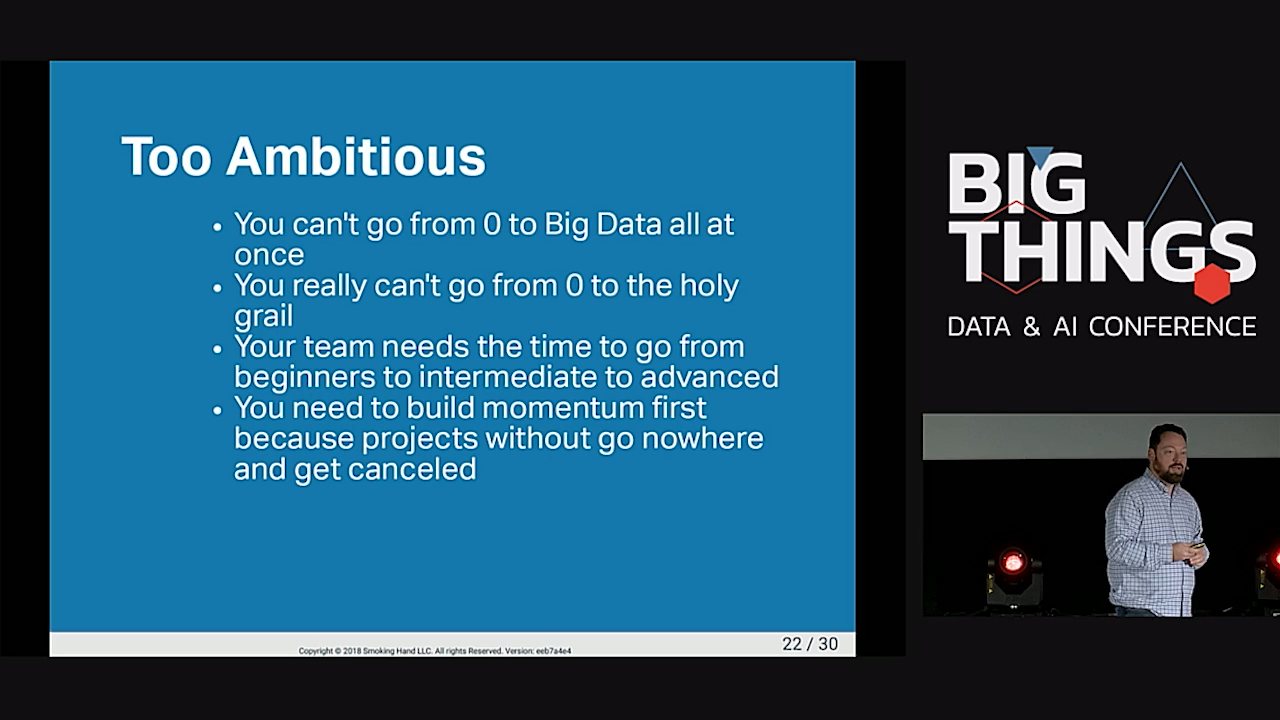 Too Ambitious
• You can't go from 0 to Big Data all at
once
• You really can't go from 0 to the holy
grail
• Your team needs the time to go from
beginners to intermediate to advanced
• You need to build momentum first
because projects without go nowhere
and get canceled
Copyright © 2018 Smoking Hand LLC. All rights Reserved. Version: eeb7a4e4
22 / 30
BIG
THINGS
DATA & AI CONFERENCE